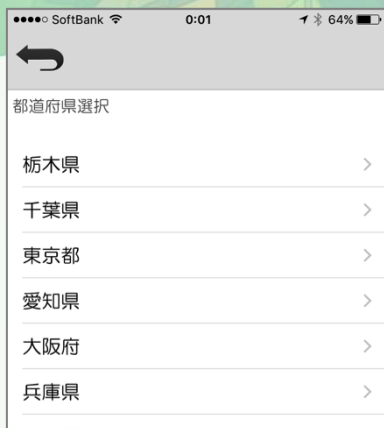 SoftBank 0:01 64%
都道府県選択
栃木県
千葉県
東京都
愛知県
大阪府
兵庫県